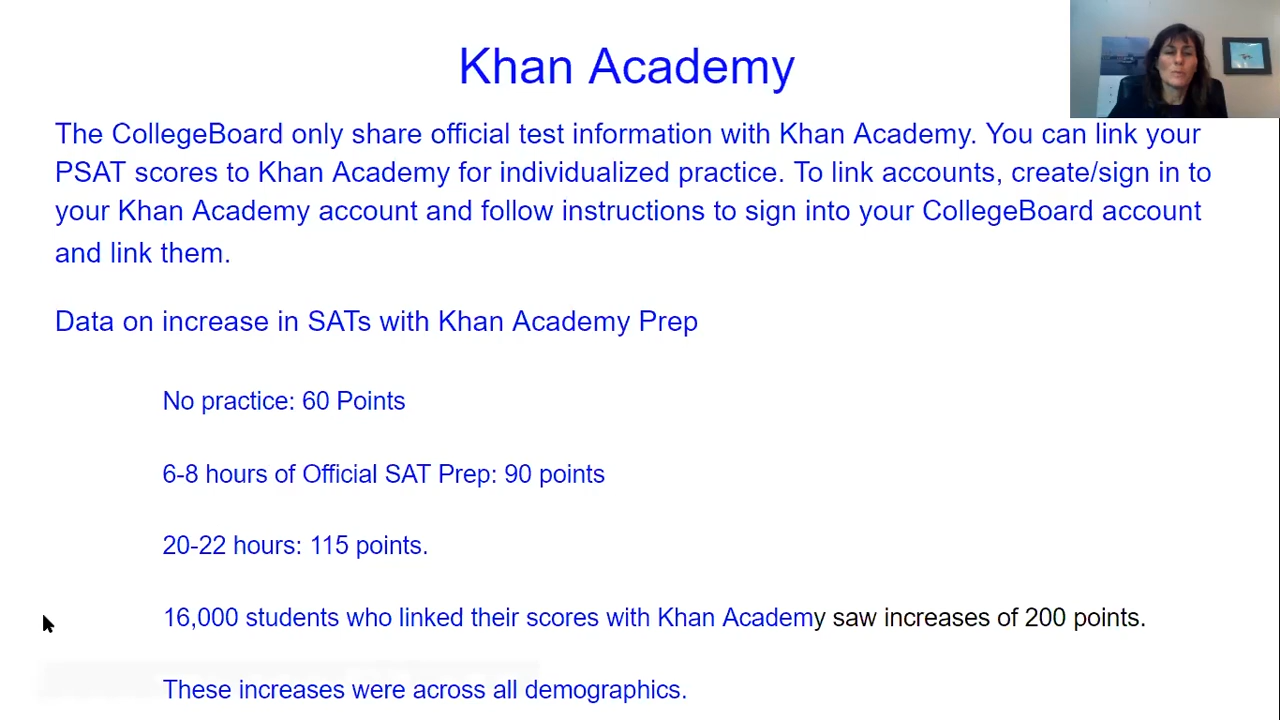 Khan Academy
The CollegeBoard only share official test information with Khan Academy. You can link your
PSAT scores to Khan Academy for individualized practice. To link accounts, create/sign in to
your Khan Academy account and follow instructions to sign into your CollegeBoard account
and link them.
Data on increase in SATs with Khan Academy Prep
No practice: 60 Points
6-8 hours of Official SAT Prep: 90 points
20-22 hours: 115 points.
16,000 students who linked their scores with Khan Academy saw increases of 200 points.
These increases were across all demographics.